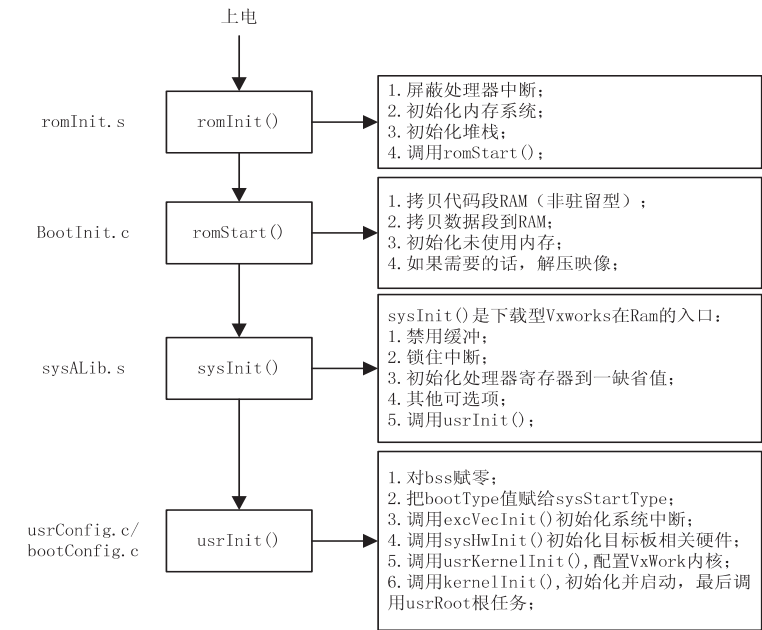 上电
romInit.s
romInit()
1.屏蔽处理器中断;
2.初始化内存系统;
3.初始化堆栈;
4.调用romStart();
BootInit.c
romStart()
1.拷贝代码段RAM（非驻留型）;
2.拷贝数据段到RAM;
3.初始化未使用内存;
4.如果需要的话，解压映像;
sysALib.s
sysInit()
sysInit()是下载型Vxworks在Ram的入口:
1.禁用缓冲;
2.锁住中断;
3.初始化处理器寄存器到一缺省值;
4.其他可选项;
5.调用usrInit();
usrConfig.c/
bootConfig.c
usrInit()
1.对bss赋零;
2.把bootType值赋给sysStartType;
3.调用excVecInit()初始化系统中断;
4.调用sysHwInit()初始化目标板相关硬件;
5.调用usrKernelInit(),配置VxWork内核;
6.调用kernelInit(),初始化并启动，最后调
用usrRoot根任务;